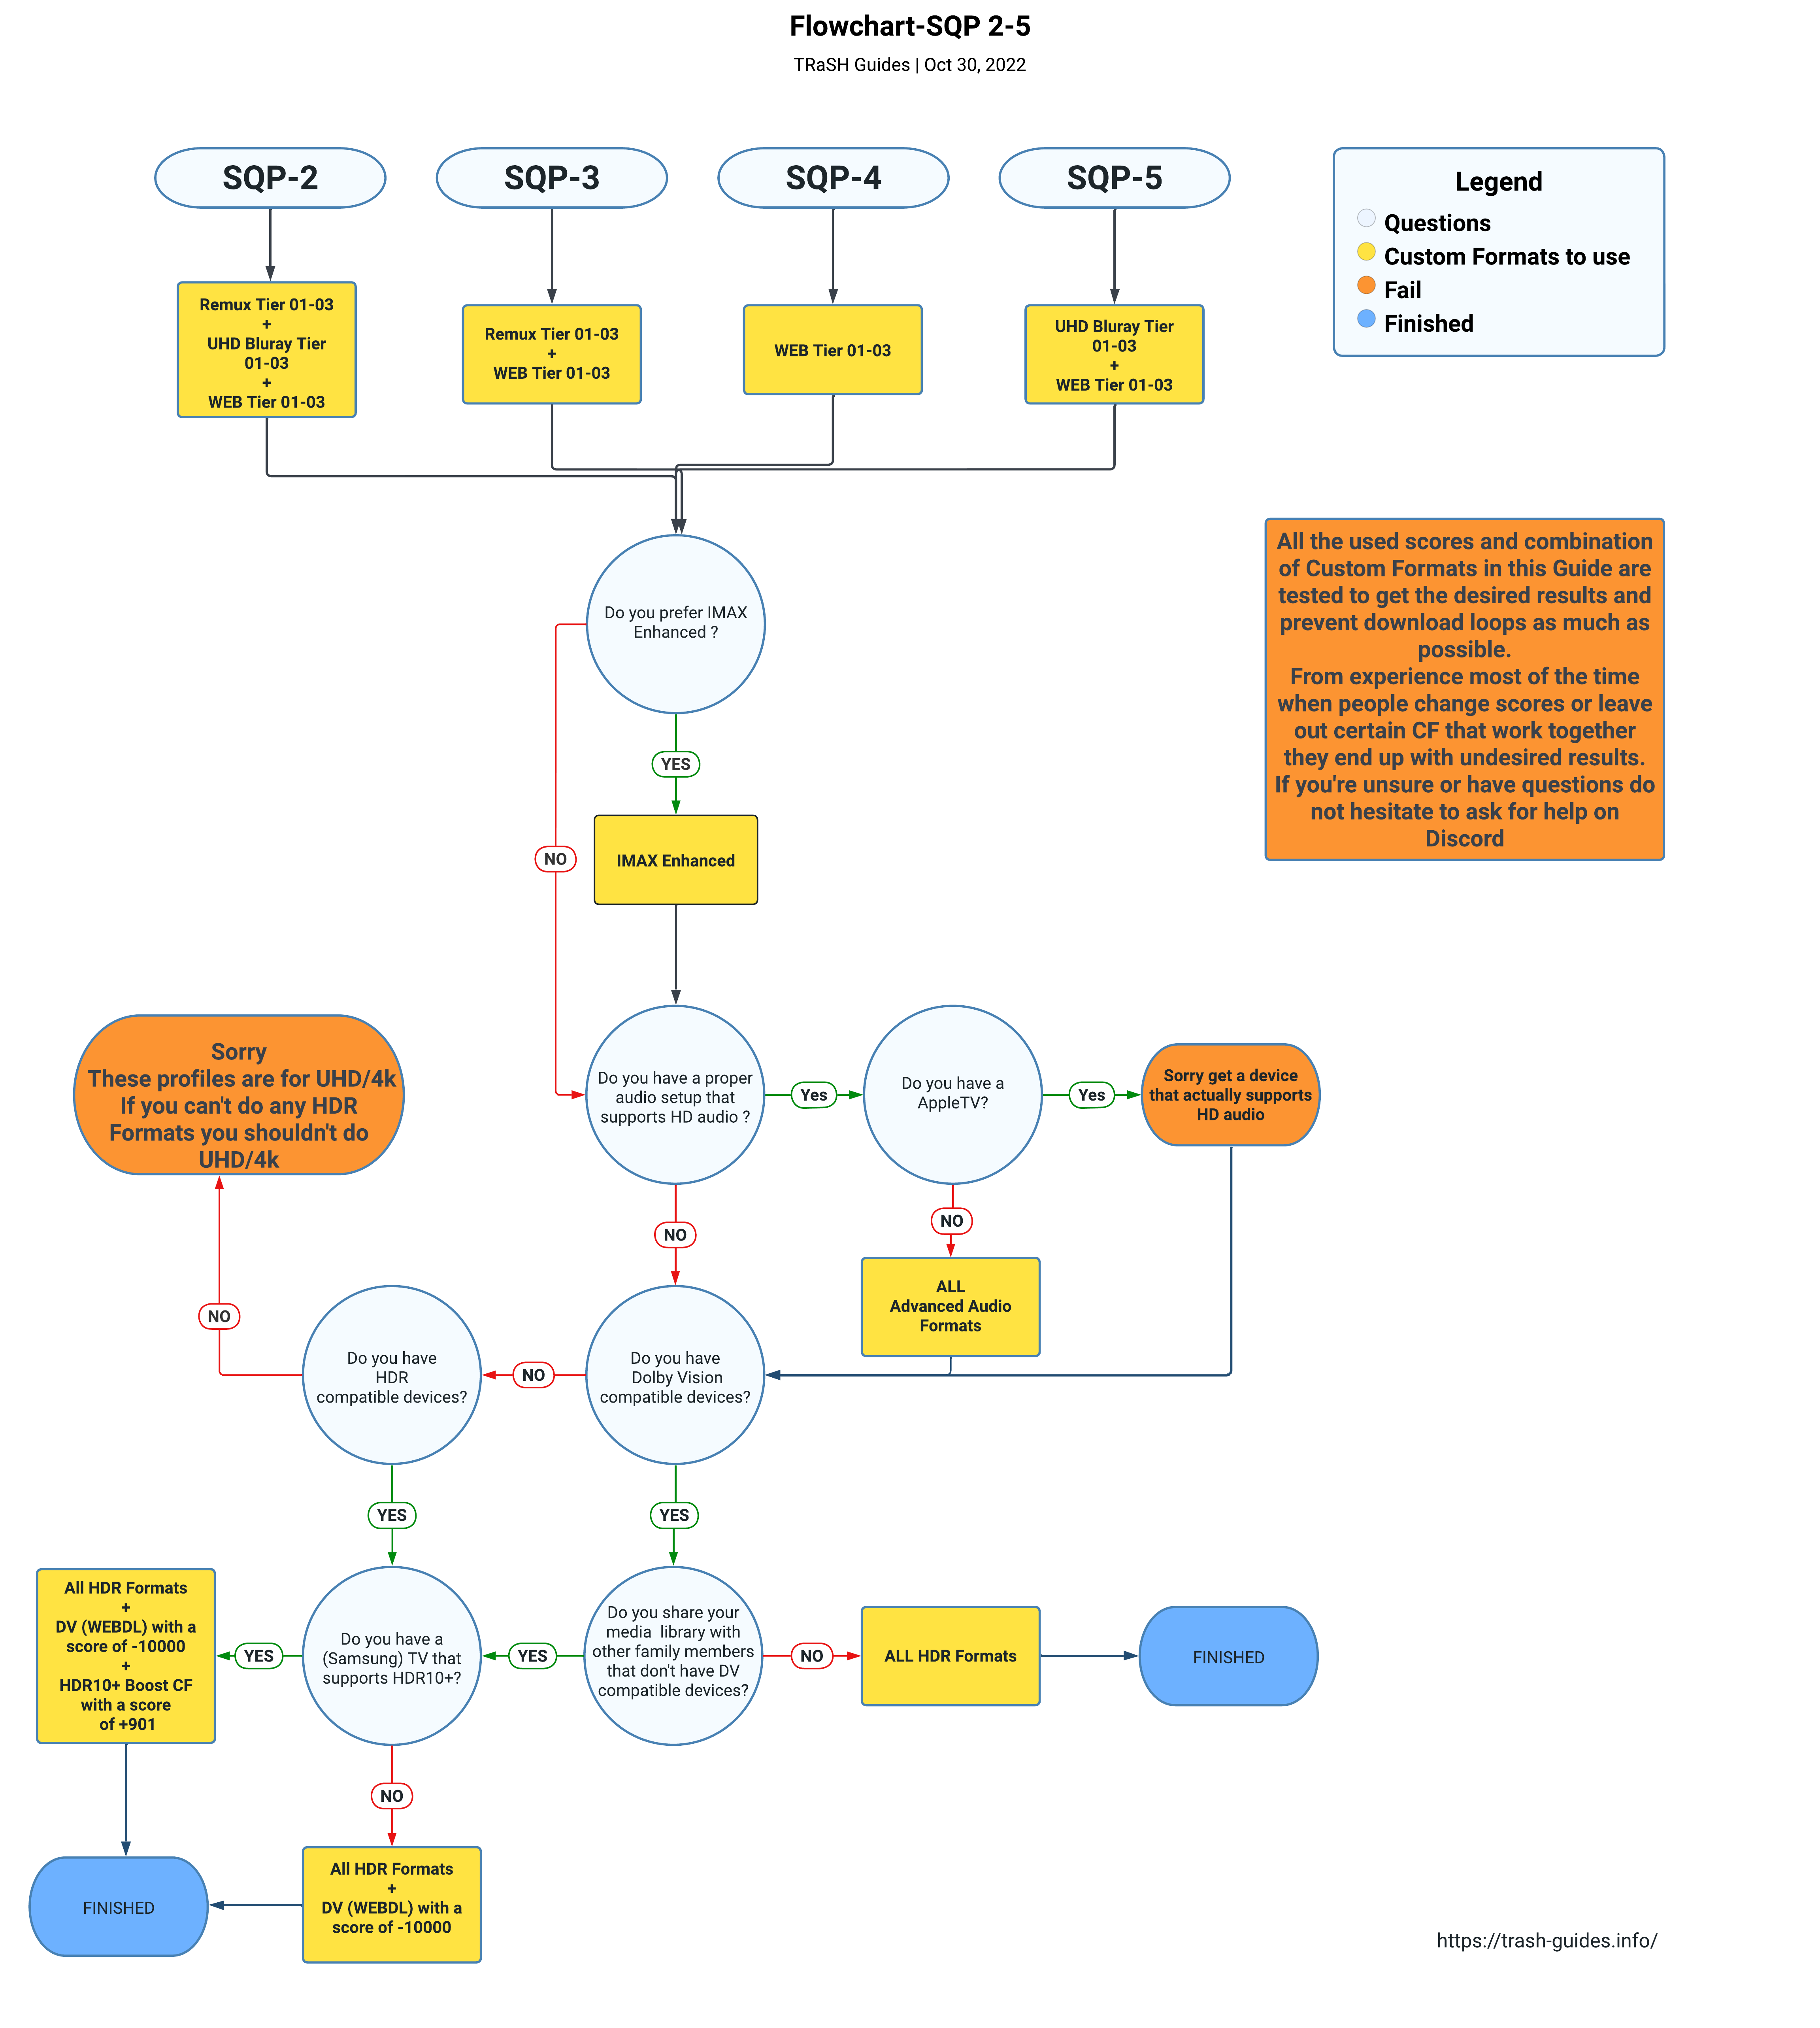 Flowchart-SQP 2-5
TRaSH Guides | Oct 30, 2022
SQP-2
SQP-3
SQP-4
SQP-5
Legend
Questions
Custom Formats to use
Fail
Finished
Remux Tier 01-03
+
UHD Bluray Tier
01-03
+
WEB Tier 01-03
Remux Tier 01-03
+
WEB Tier 01-03
WEB Tier 01-03
UHD Bluray Tier
01-03
+
WEB Tier 01-03
All the used scores and combination
of Custom Formats in this Guide are
tested to get the desired results and
prevent download loops as much as
possible.
From experience most of the time
when people change scores or leave
out certain CF that work together
they end up with undesired results.
If you're unsure or have questions do
not hesitate to ask for help on
Discord
Do you prefer IMAX
Enhanced ?
YES
NO
IMAX Enhanced
Sorry
These profiles are for UHD/4k
If you can't do any HDR
Formats you shouldn't do
UHD/4k
Do you have a proper
audio setup that
supports HD audio ?
Yes
Do you have a
AppleTV?
Yes
Sorry get a device
that actually supports
HD audio
NO
NO
ALL
Advanced Audio
Formats
NO
Do you have
HDR
compatible devices?
NO
Do you have
Dolby Vision
compatible devices?
YES
YES
All HDR Formats
+
DV (WEBDL) with a
score of -10000
+
HDR10+ Boost CF
with a score
of +901
YES
Do you have a
(Samsung) TV that
supports HDR10+?
YES
Do you share your
media library with
other family members
that don't have DV
compatible devices?
NO
ALL HDR Formats
FINISHED
NO
All HDR Formats
+
DV (WEBDL) with a
score of -10000
FINISHED
https://trash-guides.info/